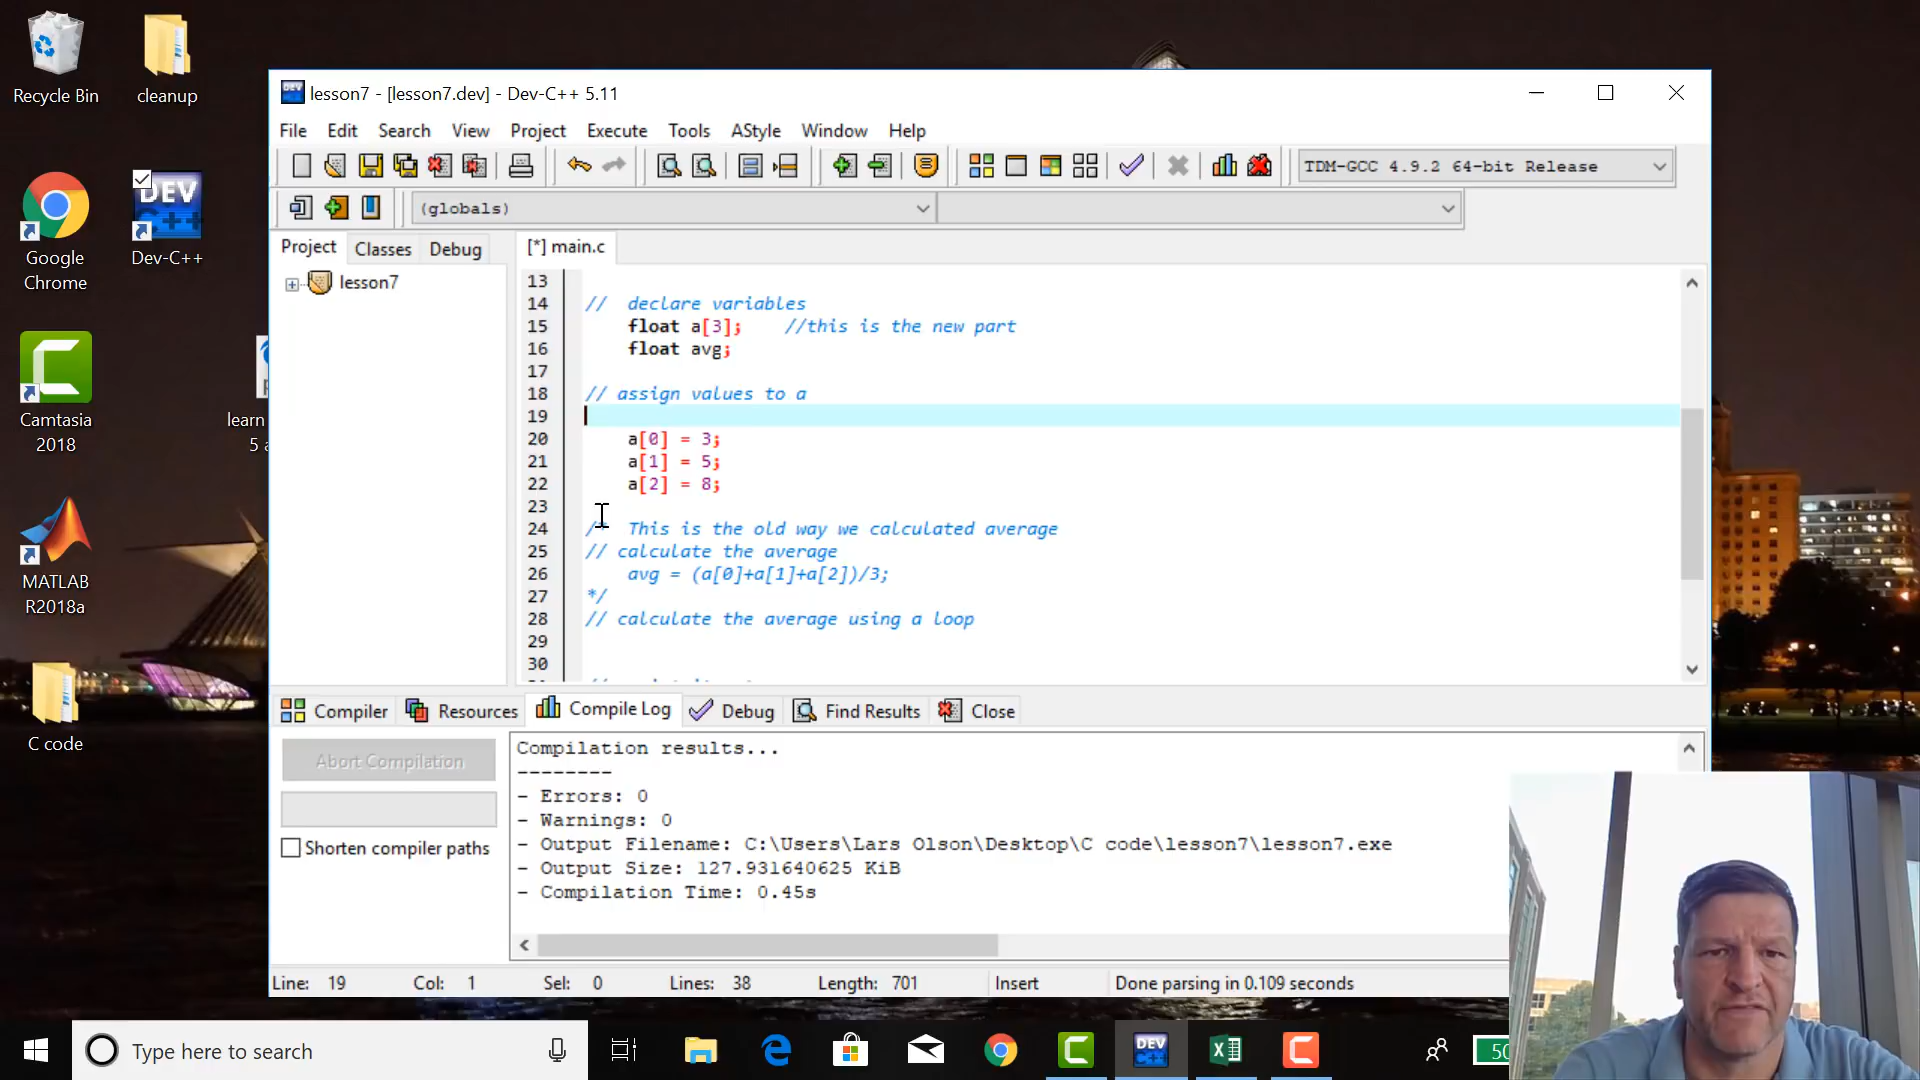 Recycle Bin
cleanup
Google
Chrome
DEV
C++
Dev-C++
Camtasia
2018
learn
5 a
MATLAB
R2018a
C code
lesson7 - [lesson7.dev] - Dev-C++ 5.11
File Edit Search View Project Execute Tools AStyle Window Help
TDM-GCC 4.9.2 64-bit Release
(globals)
Project Classes Debug
[*] main.c
lesson7
13
14 // declare variables
15 float a[3]; //this is the new part
16 float avg;
17
18 // assign values to a
19
20 a[0] = 3;
21 a[1] = 5;
22 a[2] = 8;
23
24 /* This is the old way we calculated average
25 // calculate the average
26 avg = (a[0]+a[1]+a[2])/3;
27 */
28 // calculate the average using a loop
29
30
Compiler Resources Compile Log Debug Find Results Close
Abort Compilation
Shorten compiler paths
Compilation results...
--------
- Errors: 0
- Warnings: 0
- Output Filename: C:\Users\Lars Olson\Desktop\C code\lesson7\lesson7.exe
- Output Size: 127.931640625 KiB
- Compilation Time: 0.45s
Line: 19 Col: 1 Sel: 0 Lines: 38 Length: 701 Insert Done parsing in 0.109 seconds
Type here to search
DEV
C++
50